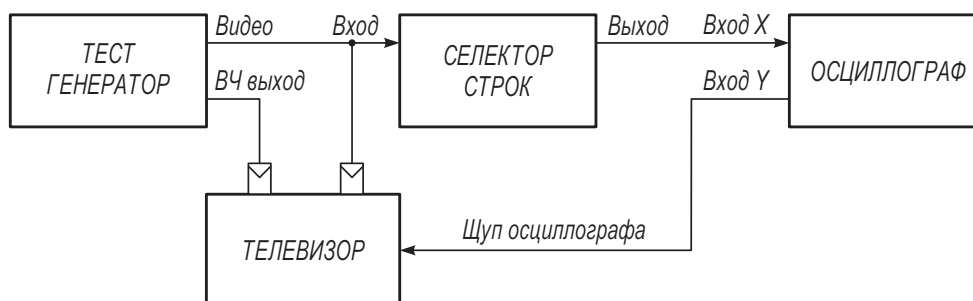 Видео
Вход
Выход
Вход X
ТЕСТ
ГЕНЕРАТОР
СЕЛЕКТОР
СТРОК
ОСЦИЛЛОГРАФ
ВЧ выход
Вход Y
Щуп осциллографа
ТЕЛЕВИЗОР